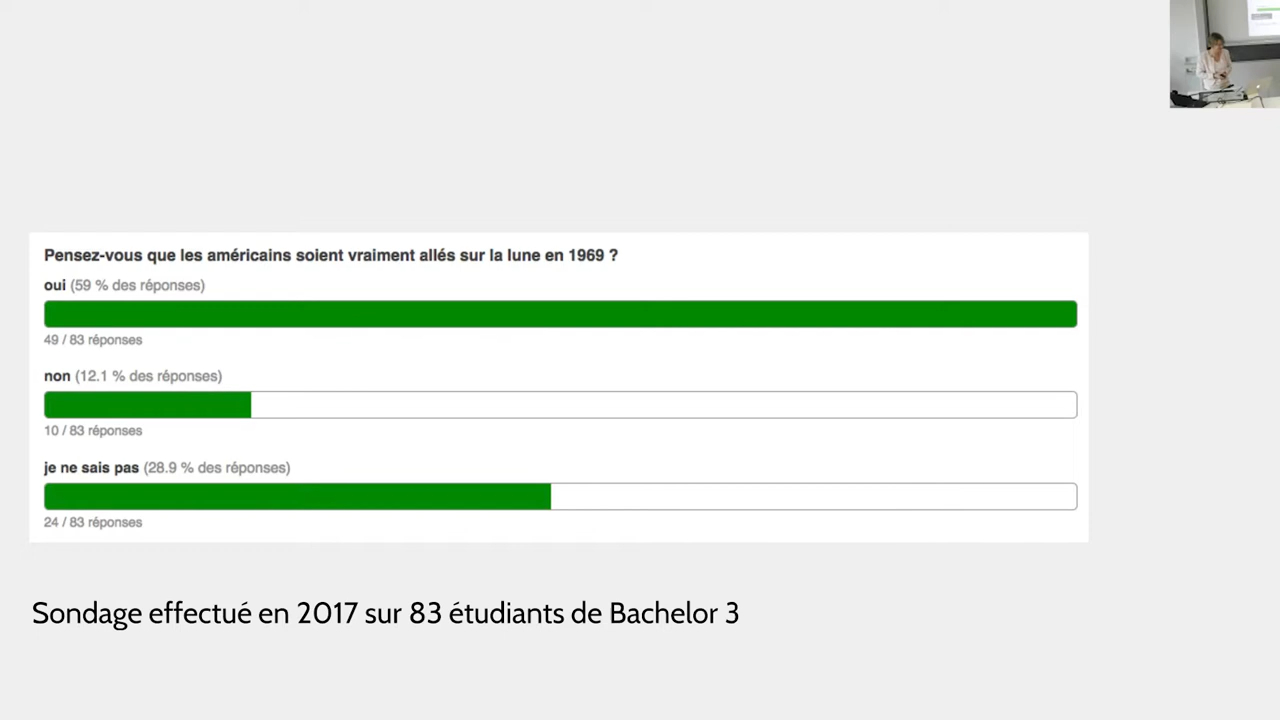 Pensez-vous que les américains soient vraiment allés sur la lune en 1969 ?
oui (59 % des réponses)
49 / 83 réponses
non (12.1 % des réponses)
10 / 83 réponses
je ne sais pas (28.9 % des réponses)
24 / 83 réponses
Sondage effectué en 2017 sur 83 étudiants de Bachelor 3